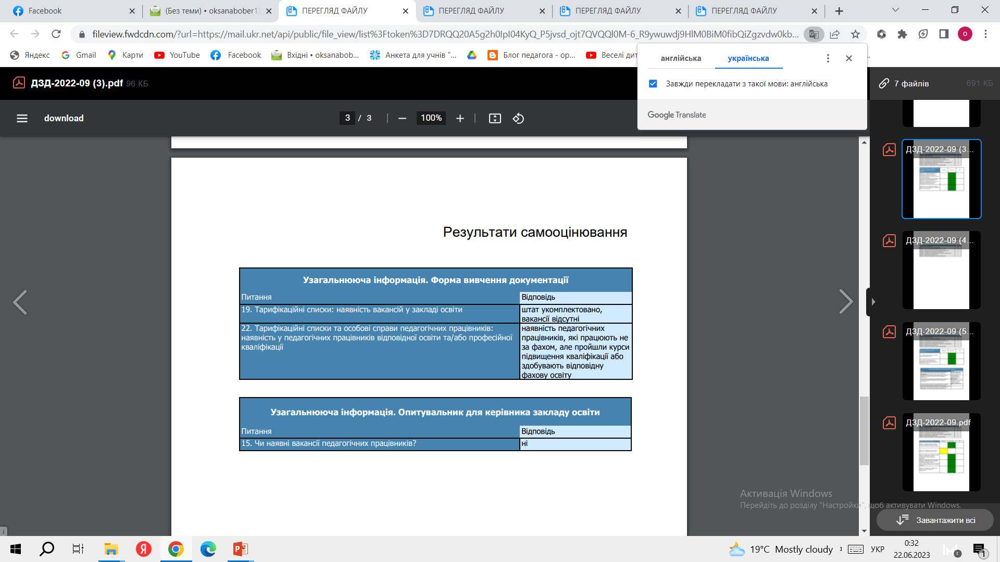 Facebook
(Без теми) • oksanabober1
ПЕРЕГЛЯД ФАЙЛУ
ПЕРЕГЛЯД ФАЙЛУ
ПЕРЕГЛЯД ФАЙЛУ
ПЕРЕГЛЯД ФАЙЛУ
fileview.fwdcdn.com/?url=https://mail.ukr.net/api/public/file_view/list%3Ftoken%3D7DRQQ20A5g2h0IpI04KyQ_P5jvsd_ojt7QVQQl0M-6_R9ywuwdj9HlM0BiM0fibQiZgzvdw0kb...
О
Яндекс
Gmail
Карти
YouTube
Facebook
Вхідні • oksanabob...
Анкета для учнів "...
Блог педагога - ор...
Веселі дит
англійська
українська
Завжди перекладати з такої мови: англійська
Google Translate
ДЗД-2022-09 (3).pdf 96 КБ
7 файлів
691 КБ
download
3 / 3
100%
Результати самооцінювання
Узагальнююча інформація. Форма вивчення документації
Питання
Відповідь
19. Тарифікаційні списки: наявність вакансій у закладі освіти
штат укомплектовано,
вакансії відсутні
22. Тарифікаційні списки та особові справи педагогічних працівників:
наявність у педагогічних працівників відповідної освіти та/або професійної
кваліфікації
наявність педагогічних
працівників, які працюють не
за фахом, але пройшли курси
підвищення кваліфікації або
здобувають відповідну
фахову освіту
Узагальнююча інформація. Опитувальник для керівника закладу освіти
Питання
Відповідь
15. Чи наявні вакансії педагогічних працівників?
ні
ДЗД-2022-09 (3...
ДЗД-2022-09 (4...
ДЗД-2022-09 (5...
ДЗД-2022-09.pdf
Активація Windows
Перейдіть до розділу "Настройки", щоб активувати Windows.
Завантажити всі
19°C Mostly cloudy
УКР
0:32
22.06.2023
3
1